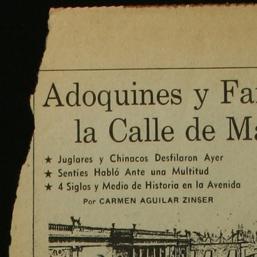 Adoquines y Fa
la Calle de Ma
★ Juglares y Chinacos Desfilaron Ayer
★ Senties Habló Ante una Multitud
★ 4 Siglos y Medio de Historia en la Avenida
Por CARMEN AGUILAR ZINSER